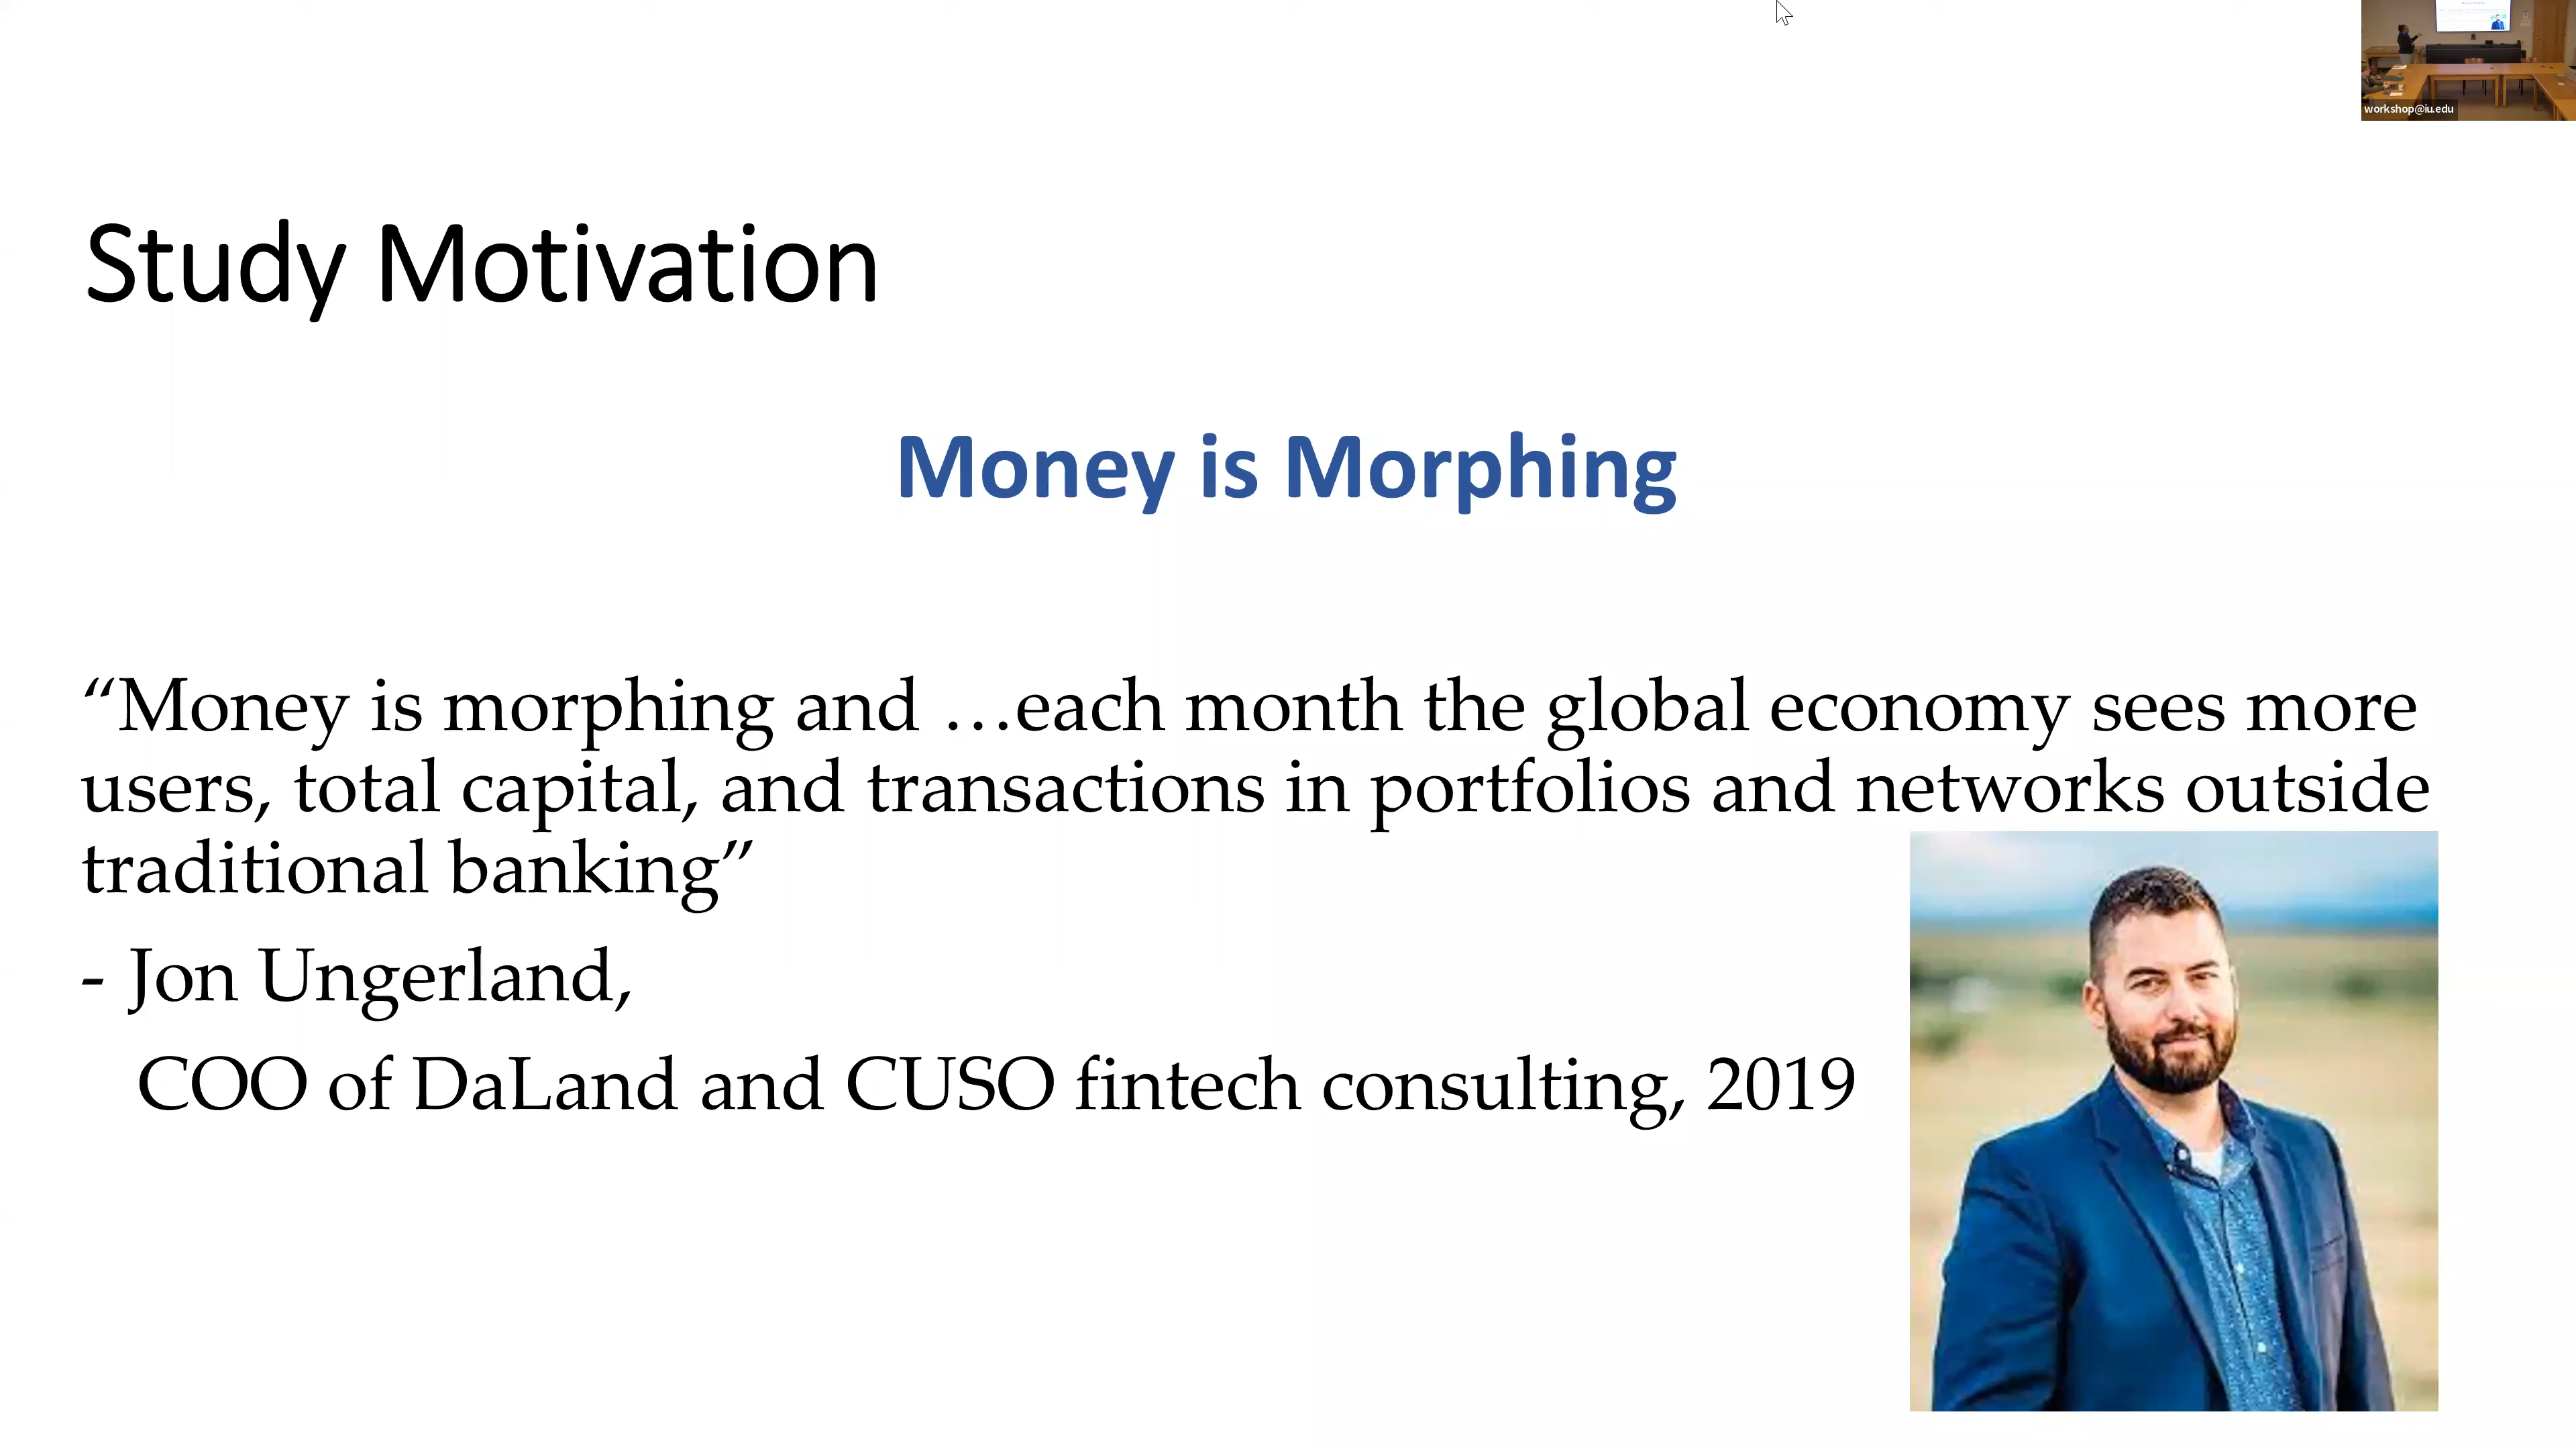 workshop@iu.edu
Study Motivation
Money is Morphing
“Money is morphing and …each month the global economy sees more
users, total capital, and transactions in portfolios and networks outside
traditional banking”
- Jon Ungerland,
COO of DaLand and CUSO fintech consulting, 2019